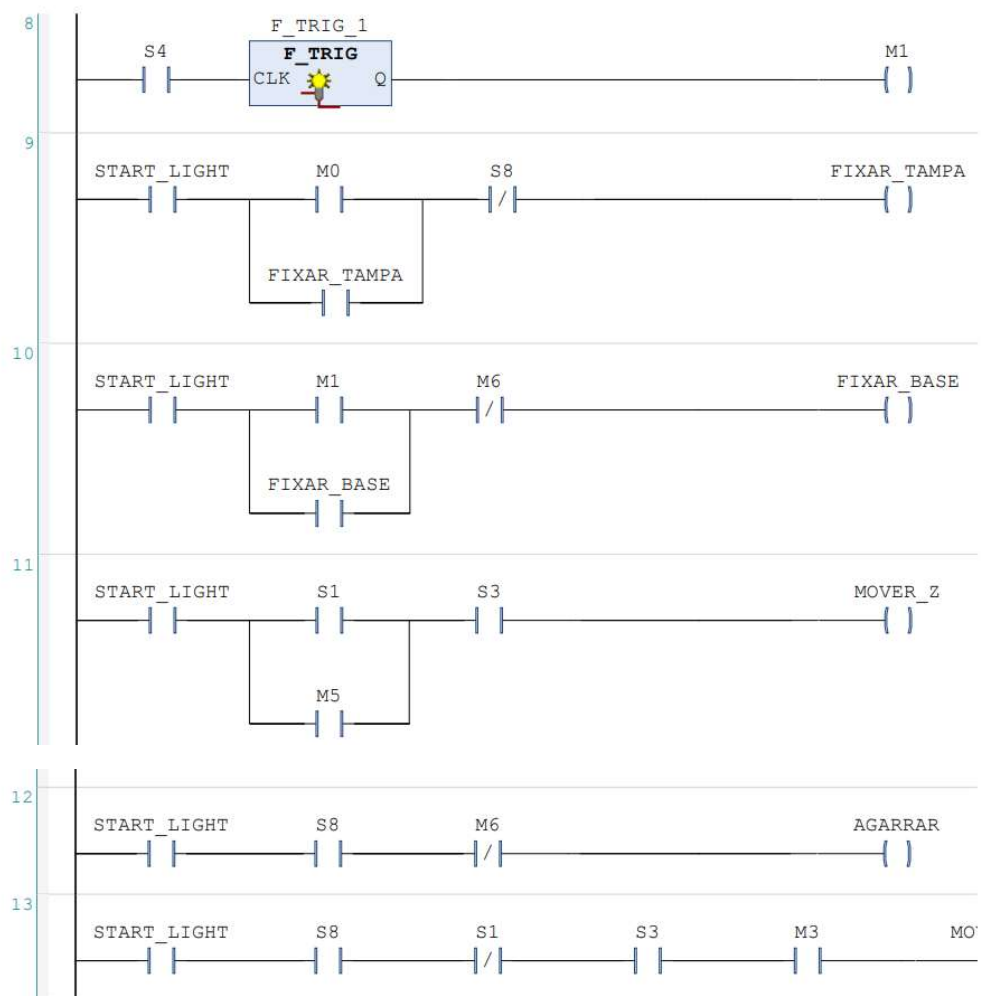 8
F_TRIG_1
S4 F_TRIG M1
CLK Q
9
START_LIGHT M0 S8 FIXAR_TAMPA
/
FIXAR_TAMPA
10
START_LIGHT M1 M6 FIXAR_BASE
/
FIXAR_BASE
11
START_LIGHT S1 S3 MOVER_Z
M5
12
START_LIGHT S8 M6 AGARRAR
/
13
START_LIGHT S8 S1 S3 M3 MO
/